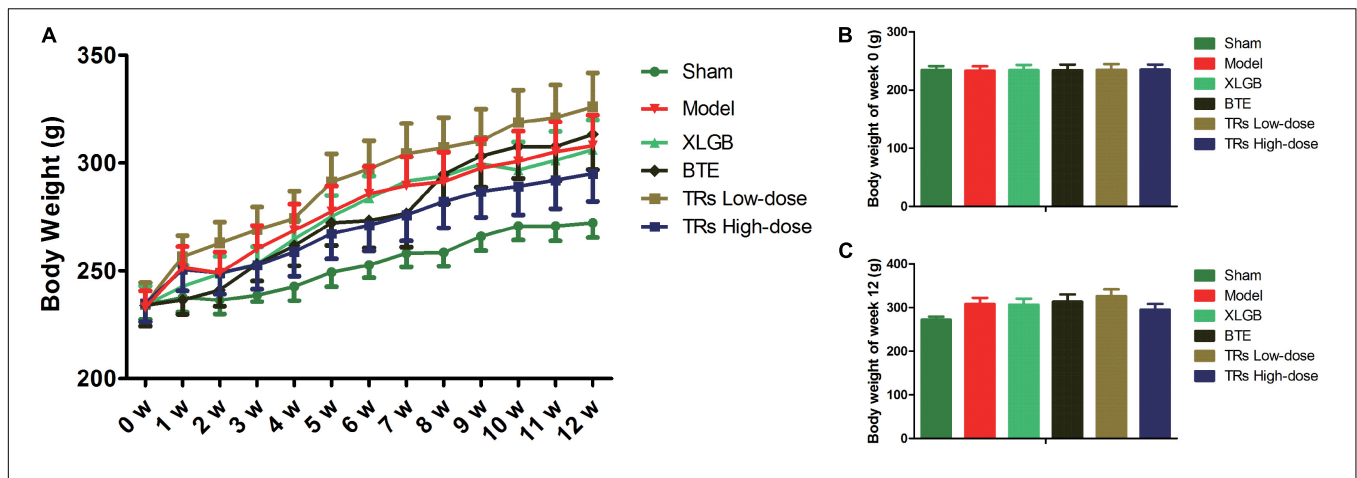 A
Body Weight (g)
350
300
250
200
0 w
1 w
2 w
3 w
4 w
5 w
6 w
7 w
8 w
9 w
10 w
11 w
12 w
Sham
Model
XLGB
BTE
TRs Low-dose
TRs High-dose
B
Body weight of week 0 (g)
300
200
100
0
Sham
Model
XLGB
BTE
TRs Low-dose
TRs High-dose
C
Body weight of week 12 (g)
400
300
200
100
0
Sham
Model
XLGB
BTE
TRs Low-dose
TRs High-dose